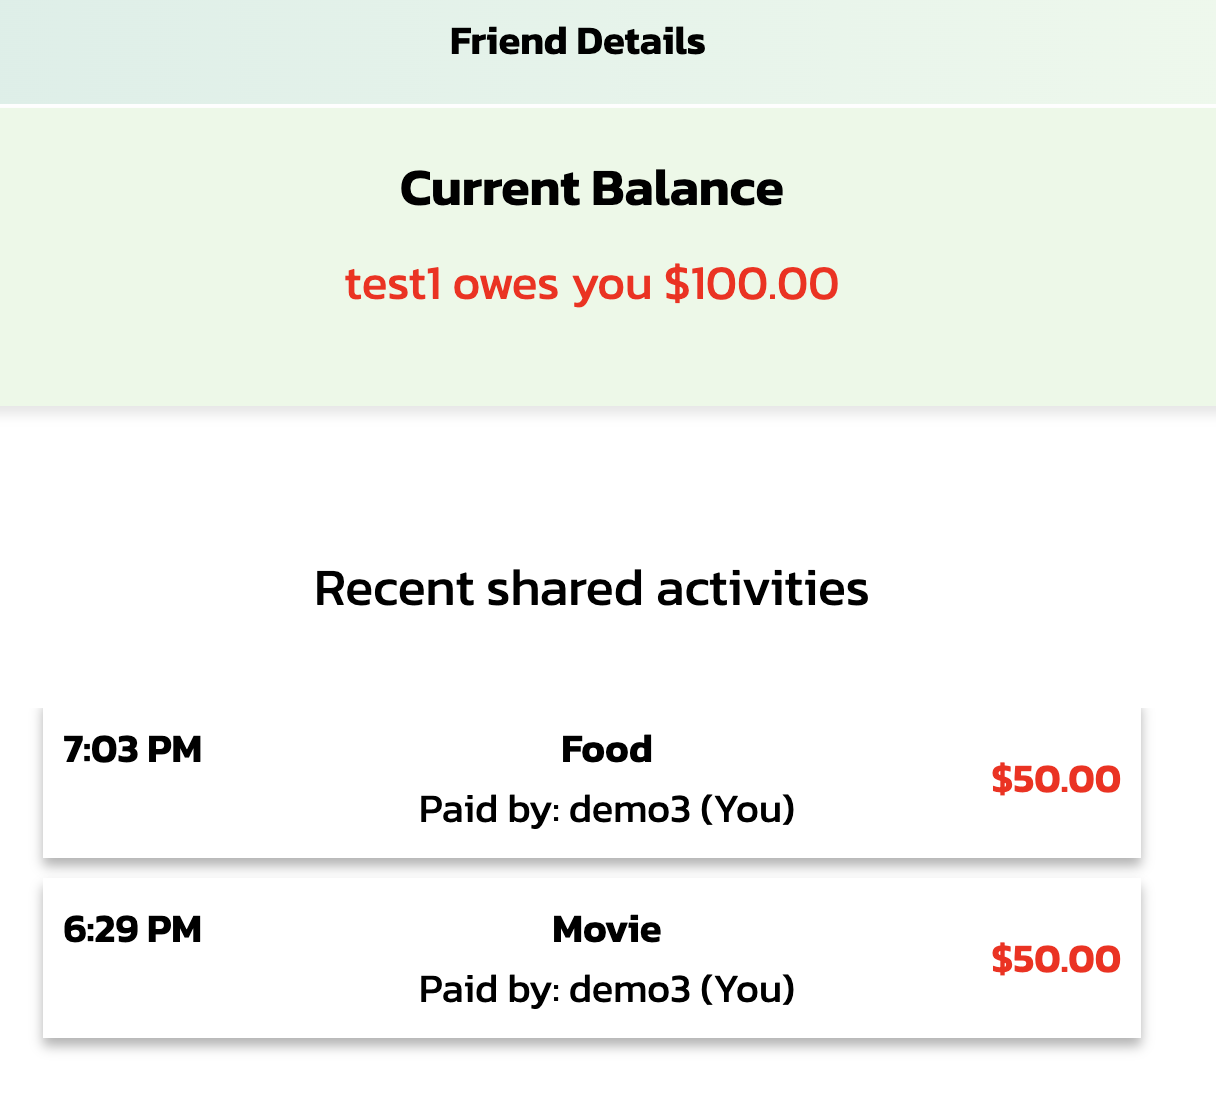 Friend Details
Current Balance
test1 owes you $100.00
Recent shared activities
7:03 PM
Food
Paid by: demo3 (You)
$50.00
6:29 PM
Movie
Paid by: demo3 (You)
$50.00